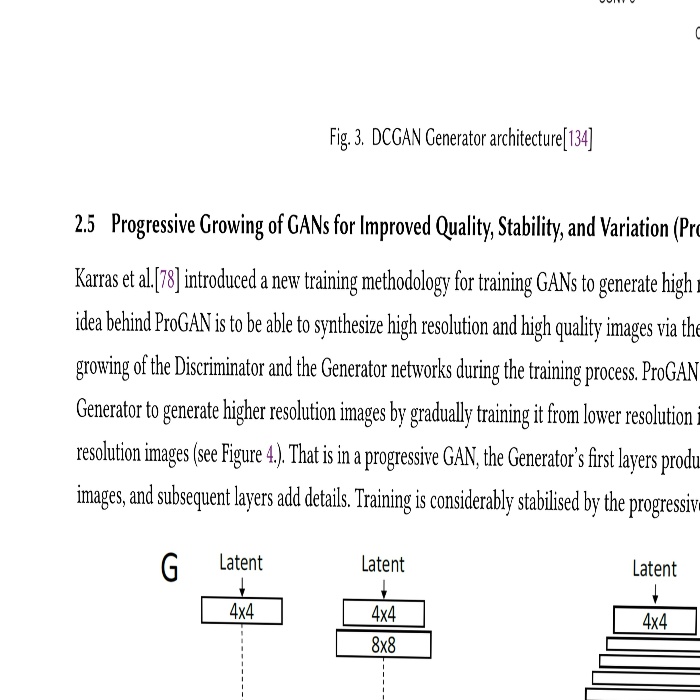 Fig. 3. DCGAN Generator architecture[134]
2.5 Progressive Growing of GANs for Improved Quality, Stability, and Variation (Pro
Karras et al.[78] introduced a new training methodology for training GANs to generate high
idea behind ProGAN is to be able to synthesize high resolution and high quality images via the
growing of the Discriminator and the Generator networks during the training process. ProGAN
Generator to generate higher resolution images by gradually training it from lower resolution
resolution images (see Figure 4.). That is in a progressive GAN, the Generator's first layers produ
images, and subsequent layers add details. Training is considerably stabilised by the progressiv
G Latent Latent Latent
4x4 4x4 4x4
8x8